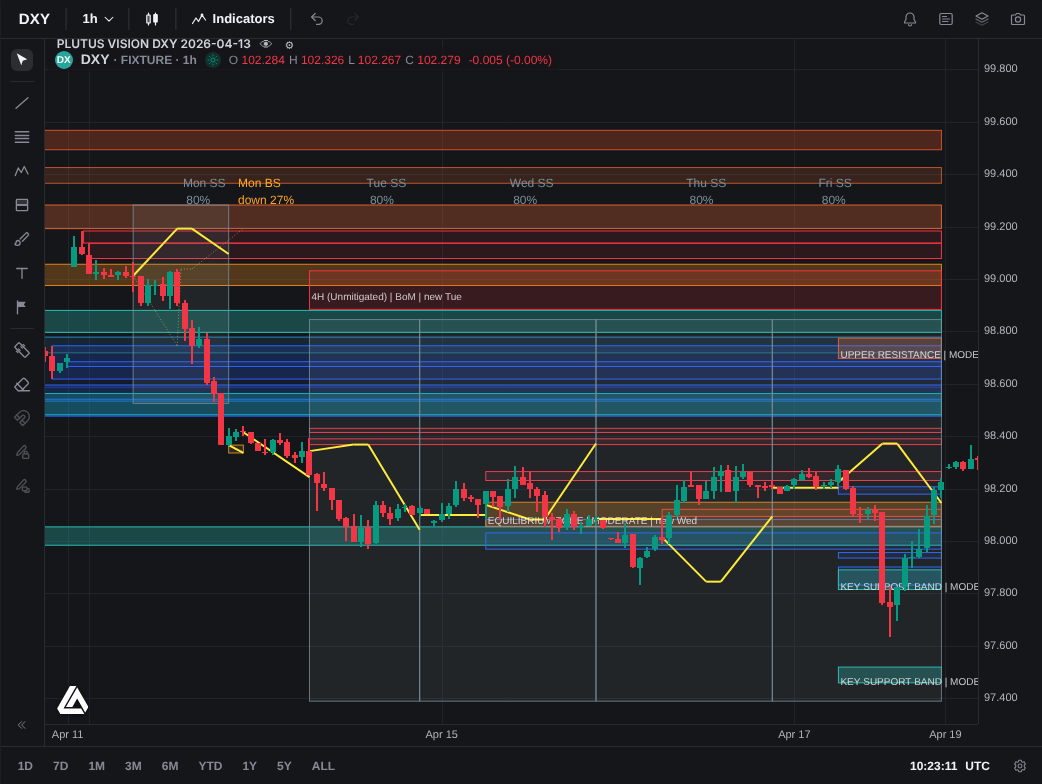 DXY 1h Indicators
PLUTUS VISION DXY 2026-04-13
DX DXY · FIXTURE · 1h O 102.284 H 102.326 L 102.267 C 102.279 -0.005 (-0.00%)
99.800
99.600
99.400
Mon SS Mon BS Tue SS Wed SS Thu SS Fri SS
80% down 27% 80% 80% 80% 80%
99.200
99.000
4H (Unmitigated) | BoM | new Tue
98.800
UPPER RESISTANCE | MODE
98.600
98.400
98.200
EQUILIBRIUM ZONE | MODERATE | new Wed
98.000
KEY SUPPORT BAND | MODE
97.800
97.600
KEY SUPPORT BAND | MODE
97.400
Apr 11 Apr 15 Apr 17 Apr 19
1D 7D 1M 3M 6M YTD 1Y 5Y ALL 10:23:11 UTC